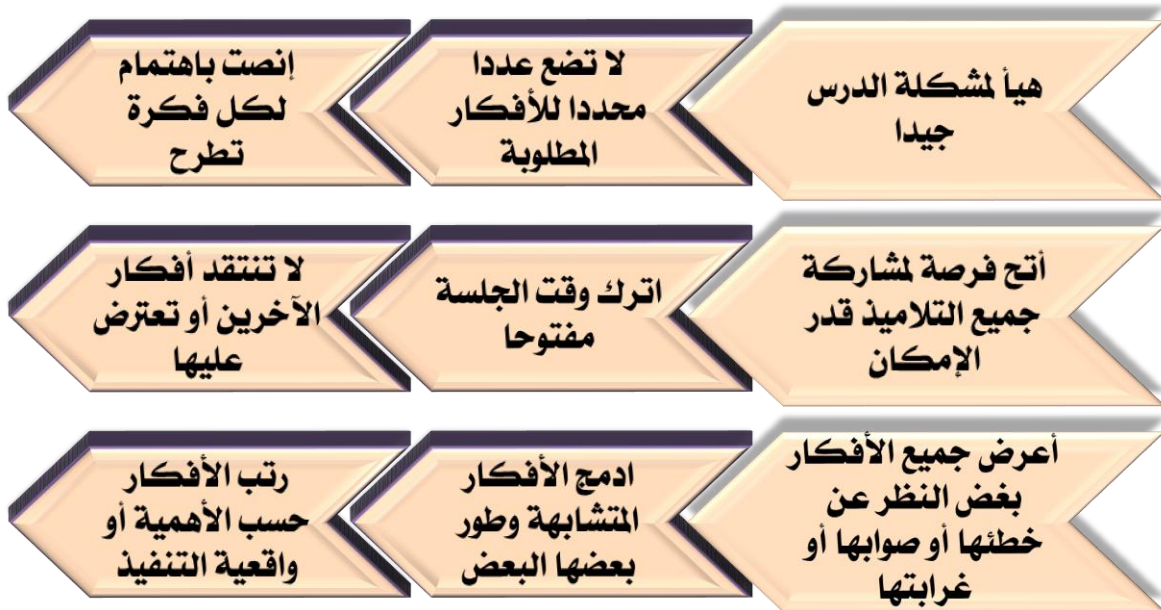 هيأ لمشكلة الدرس
جيدا
لا تضع عددا
محددا للأفكار
المطلوبة
إنصت باهتمام
لكل فكرة
تطرح
أتح فرصة لمشاركة
جميع التلاميذ قدر
الإمكان
اترك وقت الجلسة
مفتوحا
لا تنتقد أفكار
الآخرين أو تعترض
عليها
أعرض جميع الأفكار
بغض النظر عن
خطئها أو صوابها أو
غرابتها
ادمج الأفكار
المتشابهة وطور
بعضها البعض
رتب الأفكار
حسب الأهمية أو
واقعية التنفيذ